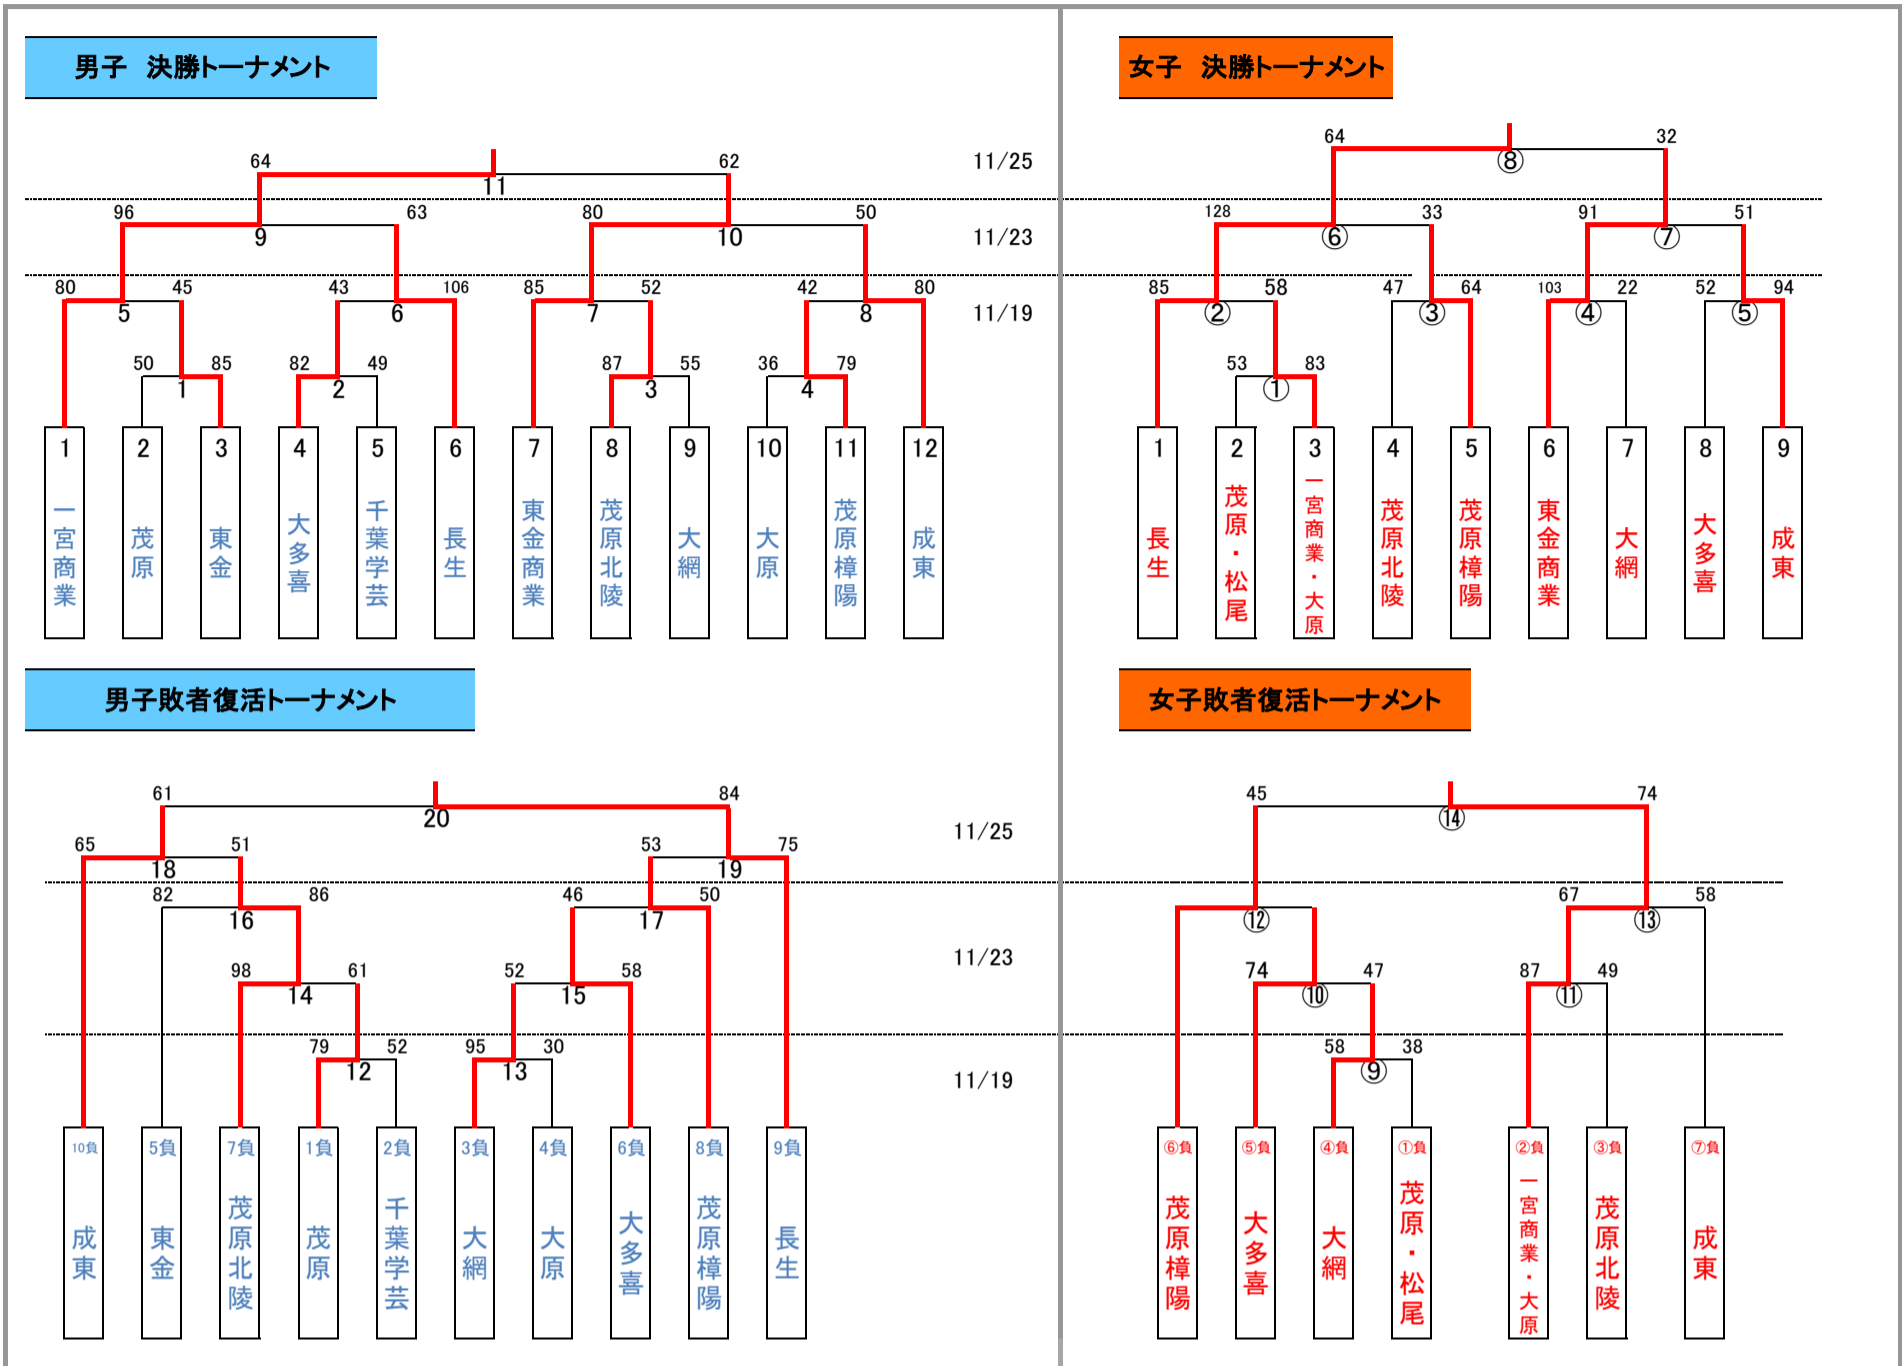 男子 決勝トーナメント
64 62 11/25
11
96 63 80 50
9 10 11/23
80 45 43 106 85 52 42 80
5 6 7 8 11/19
50 85 82 49 87 55 36 79
1 2 3 4
1 2 3 4 5 6 7 8 9 10 11 12
一宮商業
茂原
東金
大多喜
千葉学芸
長生
東金商業
茂原北陵
大網
大原
茂原樟陽
成東
女子 決勝トーナメント
64 32
⑧
128 33 91 51
⑥ ⑦
85 58 47 64 103 22 52 94
② ③ ④ ⑤
53 83
①
1 2 3 4 5 6 7 8 9
長生
茂原・松尾
一宮商業・大原
茂原北陵
茂原樟陽
東金商業
大網
大多喜
成東
男子敗者復活トーナメント
61 84
20 11/25
65 51 53 75
18 19
82 86 46 50
16 17
11/23
98 61 52 58
14 15
79 52 95 30
12 13 11/19
10負 5負 7負 1負 2負 3負 4負 6負 8負 9負
成東
東金
茂原北陵
茂原
千葉学芸
大網
大原
大多喜
茂原樟陽
長生
女子敗者復活トーナメント
45 74
⑭
67 58
⑫ ⑬
74 47 87 49
⑩ ⑪
58 38
⑨
⑥負 ⑤負 ④負 ①負 ②負 ③負 ⑦負
茂原樟陽
大多喜
大網
茂原・松尾
一宮商業・大原
茂原北陵
成東